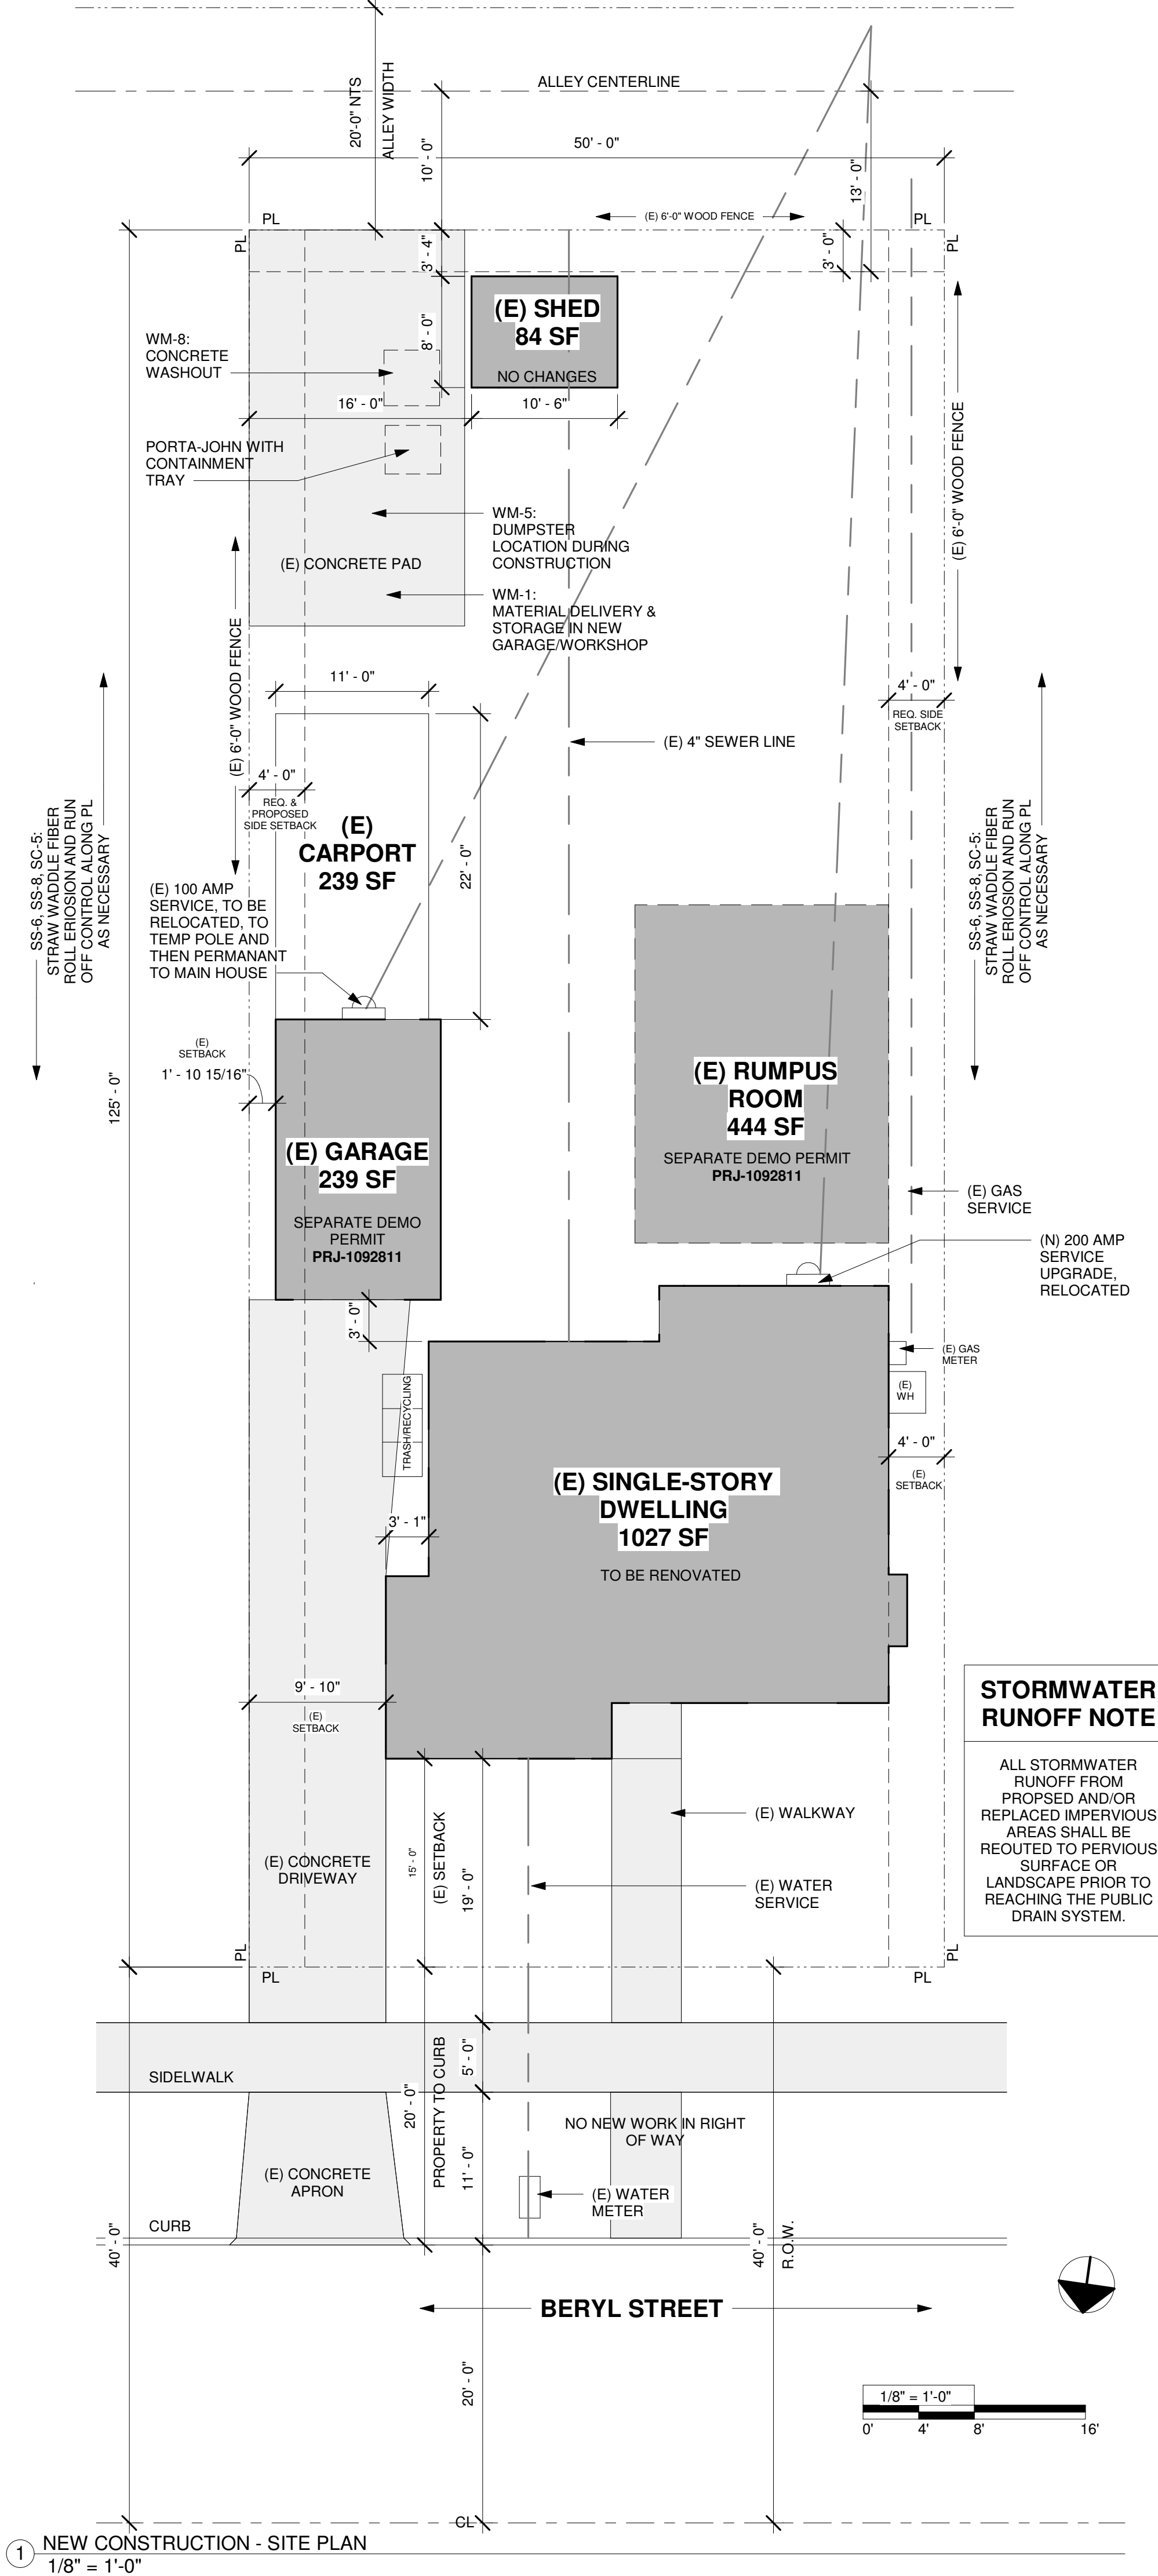 20'-0" NTS
ALLEY WIDTH
ALLEY CENTERLINE
10' - 0"
50' - 0"
13' - 0"
PL
PL
(E) 6'-0" WOOD FENCE
PL
PL
3' - 4"
3' - 0"
(E) SHED
84 SF
NO CHANGES
8' - 0"
WM-8:
CONCRETE
WASHOUT
16' - 0"
10' - 6"
PORTA-JOHN WITH
CONTAINMENT
TRAY
(E) 6'-0" WOOD FENCE
WM-5:
DUMPSTER
LOCATION DURING
CONSTRUCTION
(E) CONCRETE PAD
WM-1:
MATERIAL DELIVERY &
STORAGE IN NEW
GARAGE/WORKSHOP
(E) 6'-0" WOOD FENCE
11' - 0"
4' - 0"
REQ. SIDE
SETBACK
(E) 4" SEWER LINE
4' - 0"
REQ. &
PROPOSED
SIDE SETBACK
(E)
CARPORT
239 SF
22' - 0"
SS-6, SS-8, SC-5:
STRAW WADDLE FIBER
ROLL ERIOSION AND RUN
OFF CONTROL ALONG PL
AS NECESSARY
SS-6, SS-8, SC-5:
STRAW WADDLE FIBER
ROLL ERIOSION AND RUN
OFF CONTROL ALONG PL
AS NECESSARY
(E) 100 AMP
SERVICE, TO BE
RELOCATED, TO
TEMP POLE AND
THEN PERMANANT
TO MAIN HOUSE
(E)
SETBACK
1' - 10 15/16"
125' - 0"
(E) RUMPUS
ROOM
444 SF
SEPARATE DEMO PERMIT
PRJ-1092811
(E) GARAGE
239 SF
SEPARATE DEMO
PERMIT
PRJ-1092811
(E) GAS
SERVICE
(N) 200 AMP
SERVICE
UPGRADE,
RELOCATED
3' - 0"
(E) GAS
METER
(E)
WH
TRASH/RECYCLING
4' - 0"
(E)
SETBACK
(E) SINGLE-STORY
DWELLING
1027 SF
TO BE RENOVATED
3' - 1"
9' - 10"
(E)
SETBACK
STORMWATER
RUNOFF NOTE
ALL STORMWATER
RUNOFF FROM
PROPSED AND/OR
REPLACED IMPERVIOUS
AREAS SHALL BE
REOUTED TO PERVIOUS
SURFACE OR
LANDSCAPE PRIOR TO
REACHING THE PUBLIC
DRAIN SYSTEM.
(E) WALKWAY
(E) CONCRETE
DRIVEWAY
15' - 0"
(E) SETBACK
19' - 0"
(E) WATER
SERVICE
PL
PL
PL
PL
SIDELWALK
20' - 0"
PROPERTY TO CURB
5' - 0"
11' - 0"
NO NEW WORK IN RIGHT
OF WAY
(E) CONCRETE
APRON
(E) WATER
METER
CURB
40' - 0"
40' - 0"
R.O.W.
BERYL STREET
20' - 0"
1/8" = 1'-0"
0'
4'
8'
16'
CL
1
NEW CONSTRUCTION - SITE PLAN
1/8" = 1'-0"